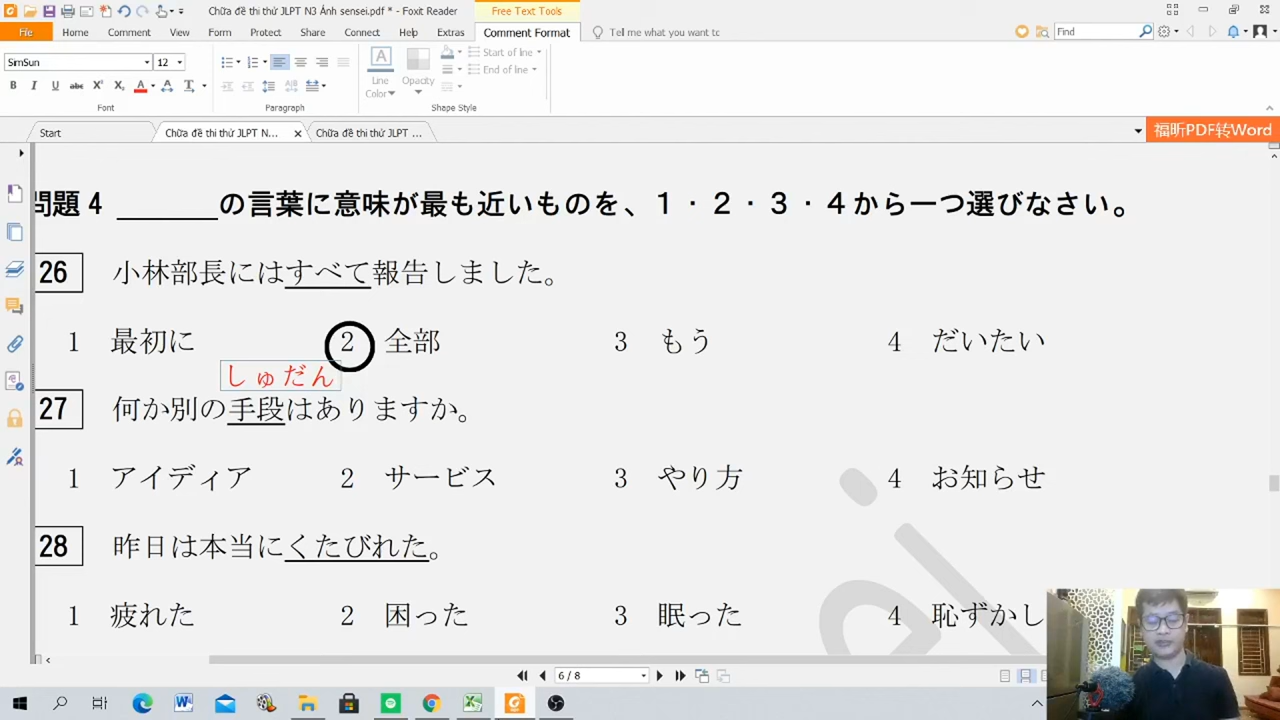 Chữa đề thi thử JLPT N3 Ánh sensei.pdf * - Foxit Reader
Free Text Tools
File Home Comment View Form Protect Share Connect Help Extras Comment Format Tell me what you want tc Find
SimSun 12
Line Color Opacity Start of line End of line
Font Paragraph Shape Style
Start Chữa đề thi thử JLPT N... Chữa đề thi thử JLPT ... 福昕PDF转Word
問題4 ______の言葉に意味が最も近いものを、1・2・3・4から一つ選びなさい。
26 小林部長にはすべて報告しました。
1 最初に 2 全部 3 もう 4 だいたい
しゅだん
27 何か別の手段はありますか。
1 アイディア 2 サービス 3 やり方 4 お知らせ
28 昨日は本当にくたびれた。
1 疲れた 2 困った 3 眠った 4 恥ずかし
6 / 8